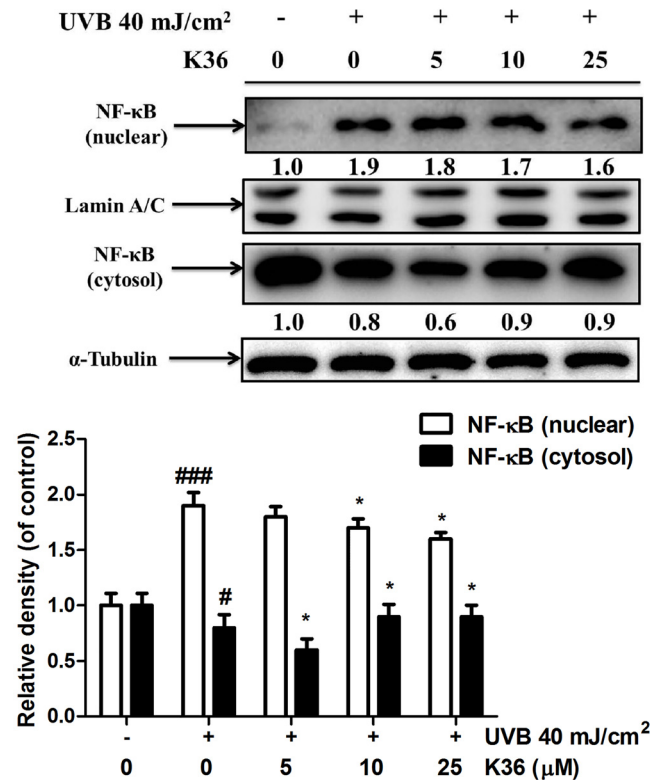 UVB 40 mJ/cm² - + + + +
K36 0 0 5 10 25
NF-κB
(nuclear)
1.0 1.9 1.8 1.7 1.6
Lamin A/C
NF-κB
(cytosol)
1.0 0.8 0.6 0.9 0.9
α-Tubulin
NF-κB (nuclear)
NF-κB (cytosol)
Relative density (of control)
2.5
2.0
1.5
1.0
0.5
0.0
###
#
*
*
*
*
*
- + + + + UVB 40 mJ/cm²
0 0 5 10 25 K36 (μM)